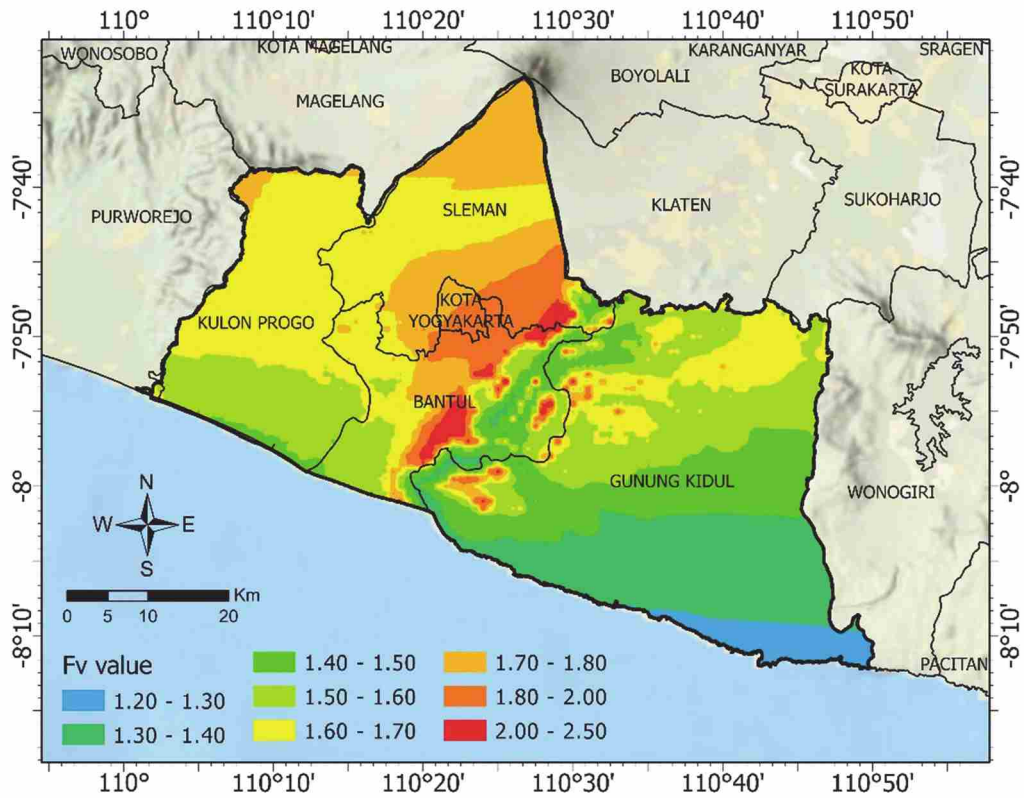 110° 110°10' 110°20' 110°30' 110°40' 110°50'
WONOSOBO
KOTA MAGELANG
KARANGANYAR
SRAGEN
MAGELANG
BOYOLALI
KOTA
SURAKARTA
-7°40'
-7°40'
PURWOREJO
SLEMAN
KLATEN
SUKOHARJO
KULON PROGO
KOTA
YOGYAKARTA
-7°50'
-7°50'
BANTUL
GUNUNG KIDUL
WONOGIRI
-8°
-8°
N
W
E
S
Km
0 5 10 20
-8°10'
-8°10'
PACITAN
Fv value
1.20 - 1.30
1.30 - 1.40
1.40 - 1.50
1.50 - 1.60
1.60 - 1.70
1.70 - 1.80
1.80 - 2.00
2.00 - 2.50
110° 110°10' 110°20' 110°30' 110°40' 110°50'